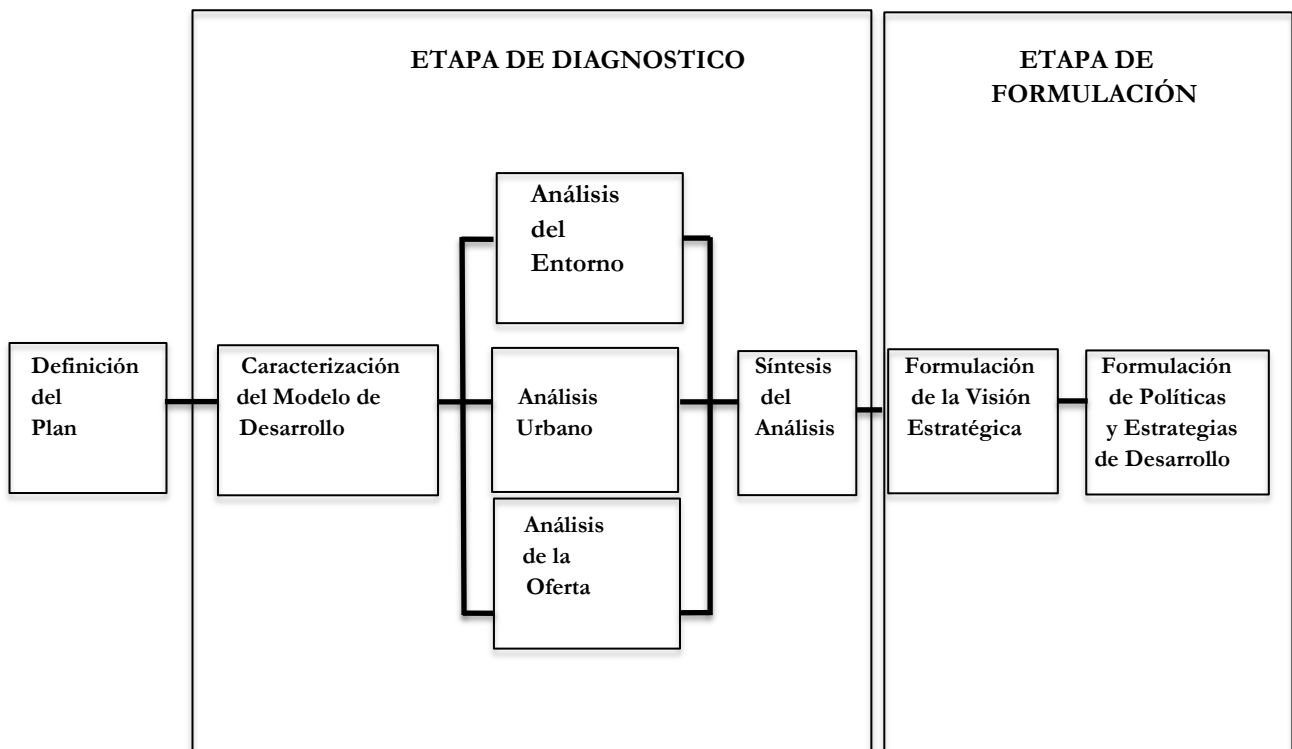 ETAPA DE DIAGNOSTICO
ETAPA DE
FORMULACIÓN
Definición
del
Plan
Caracterización
del Modelo de
Desarrollo
Análisis
del
Entorno
Análisis
Urbano
Análisis
de la
Oferta
Síntesis
del
Análisis
Formulación
de la Visión
Estratégica
Formulación
de Políticas
y Estrategias
de Desarrollo